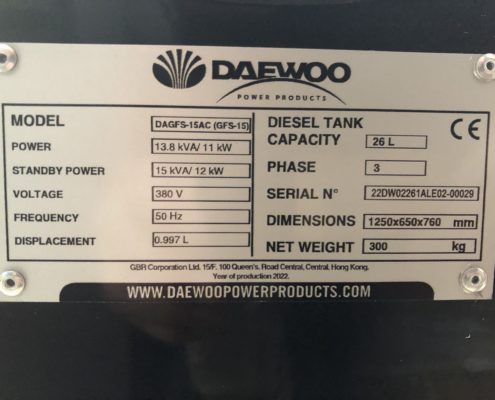 DAEWOO
POWER PRODUCTS
MODEL DAGFS-15AC (GFS-15)
POWER 13.8 kVA/ 11 kW
STANDBY POWER 15 kVA/ 12 kW
VOLTAGE 380 V
FREQUENCY 50 Hz
DISPLACEMENT 0.997 L
DIESEL TANK
CAPACITY 26 L
CE
PHASE 3
SERIAL N° 22DW02261ALE02-00029
DIMENSIONS 1250x650x760 mm
NET WEIGHT 300 kg
GBR Corporation Ltd, 15/F, 100 Queen's, Road Central, Central, Hong Kong.
Year of production 2022.
WWW.DAEWOOPOWERPRODUCTS.COM